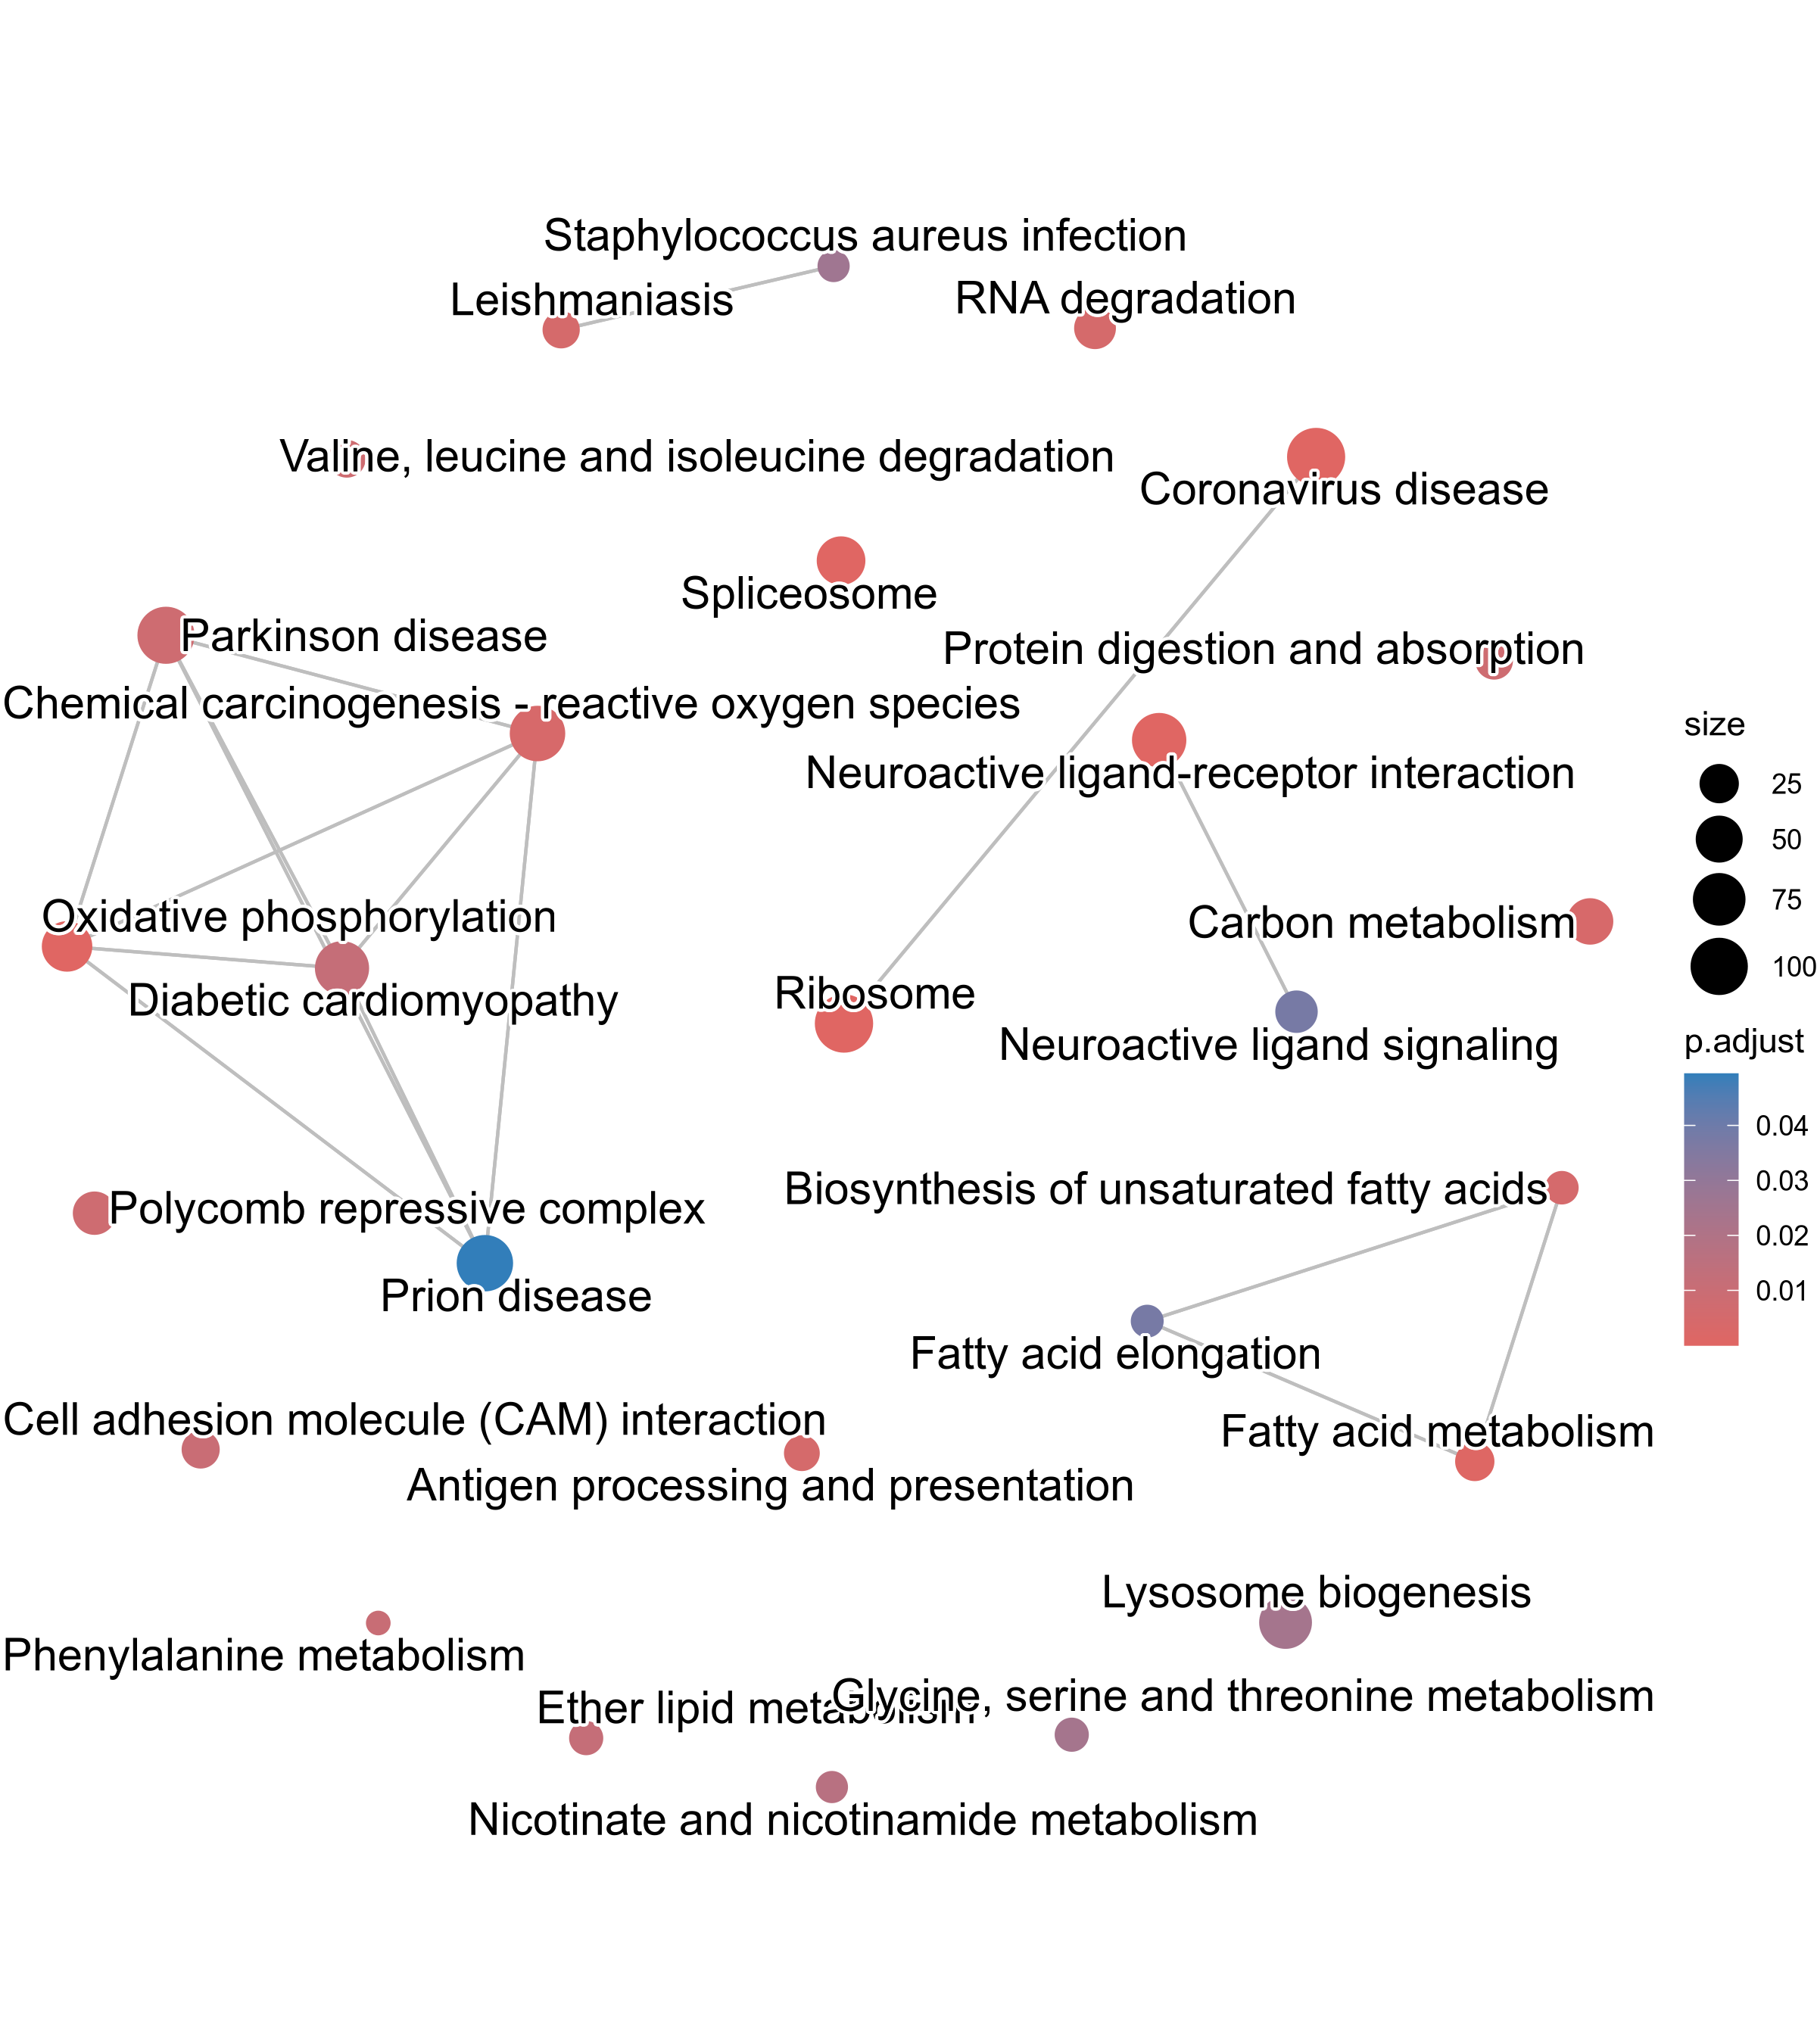 Staphylococcus aureus infection
Leishmaniasis
RNA degradation
Valine, leucine and isoleucine degradation
Coronavirus disease
Spliceosome
Parkinson disease
Protein digestion and absorption
Chemical carcinogenesis - reactive oxygen species
Neuroactive ligand-receptor interaction
Oxidative phosphorylation
Carbon metabolism
Diabetic cardiomyopathy
Ribosome
Neuroactive ligand signaling
Biosynthesis of unsaturated fatty acids
Polycomb repressive complex
Prion disease
Fatty acid elongation
Cell adhesion molecule (CAM) interaction
Fatty acid metabolism
Antigen processing and presentation
Lysosome biogenesis
Phenylalanine metabolism
Ether lipid metabolism
Glycine, serine and threonine metabolism
Nicotinate and nicotinamide metabolism
size
25
50
75
100
p.adjust
0.04
0.03
0.02
0.01